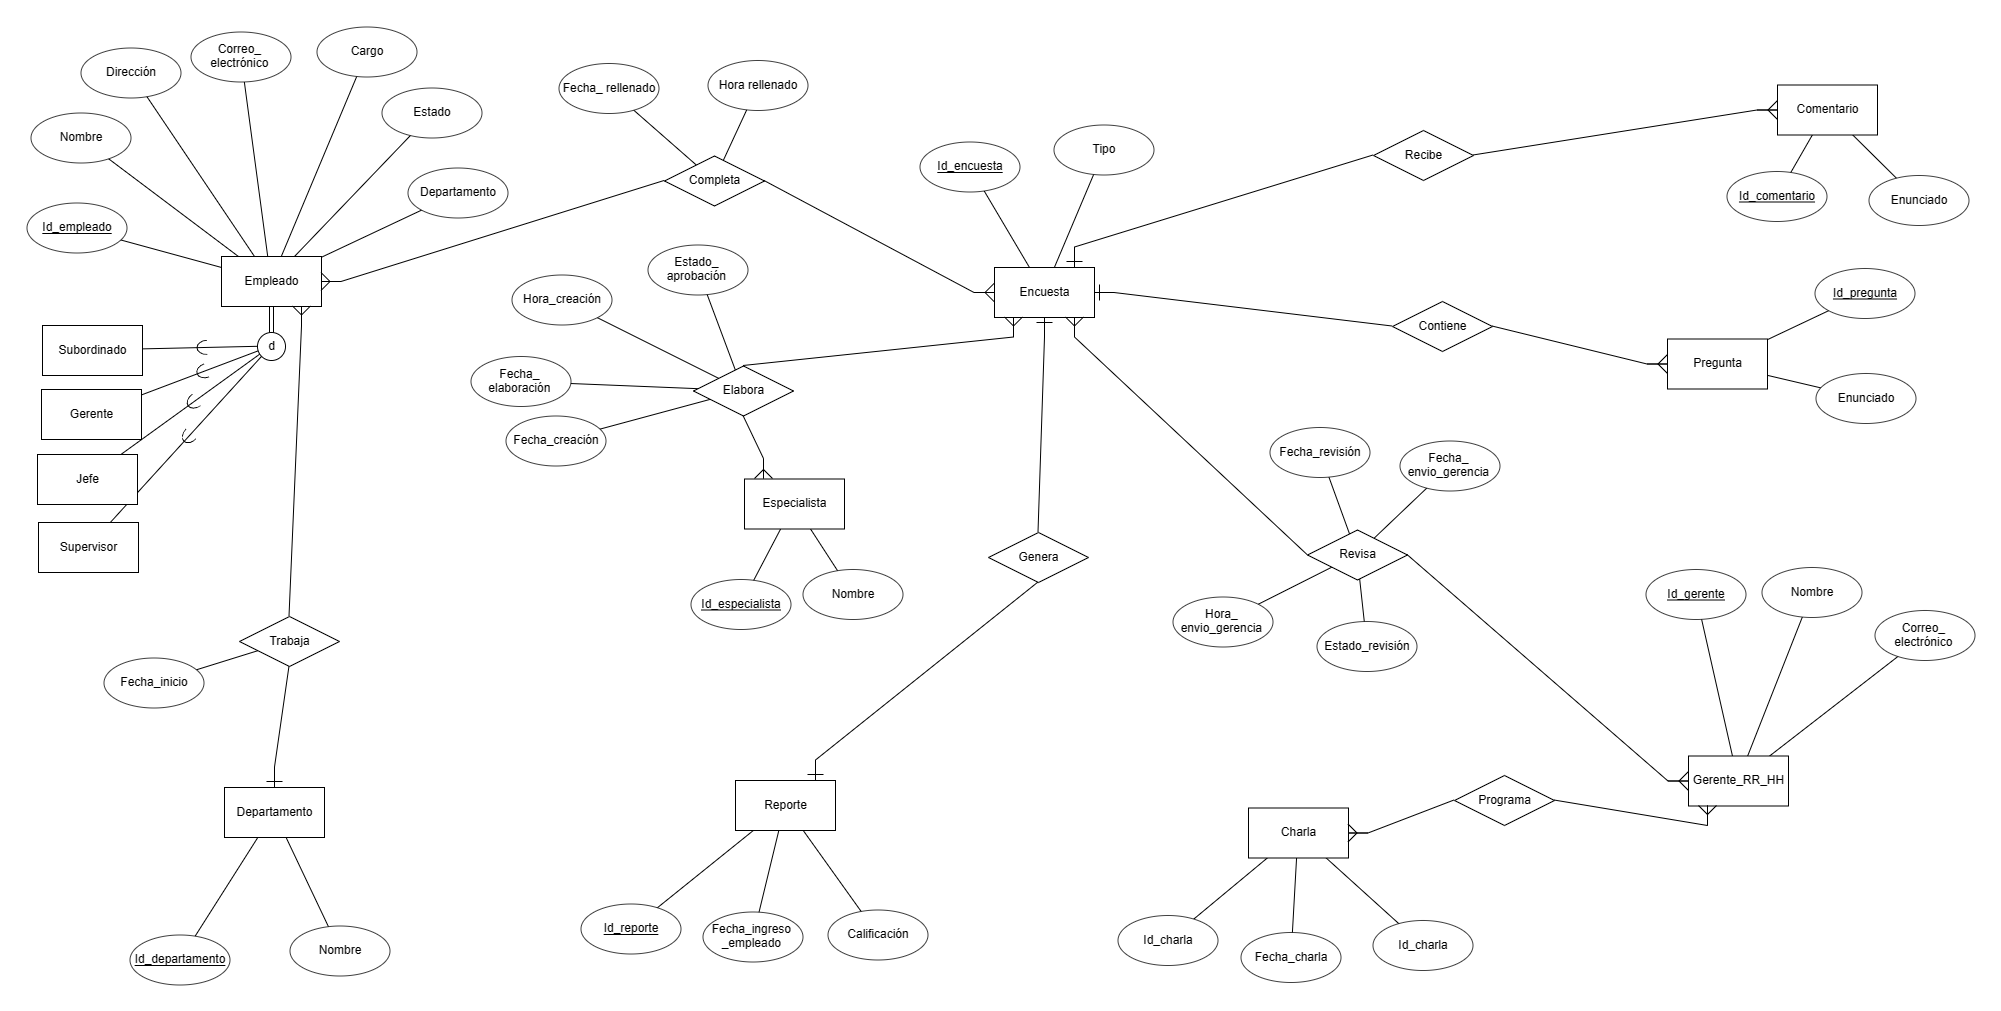 Cargo
Correo_
electrónico
Dirección
Estado
Nombre
Departamento
Id_empleado
Empleado
Subordinado
d
Gerente
Jefe
Supervisor
Trabaja
Fecha_inicio
Departamento
Id_departamento
Nombre
Fecha_ rellenado
Hora rellenado
Completa
Estado_
aprobación
Hora_creación
Fecha_
elaboración
Fecha_creación
Elabora
Especialista
Id_especialista
Nombre
Id_encuesta
Tipo
Encuesta
Genera
Reporte
Id_reporte
Fecha_ingreso
_empleado
Calificación
Recibe
Comentario
Id_comentario
Enunciado
Contiene
Id_pregunta
Pregunta
Enunciado
Fecha_revisión
Fecha_
envio_gerencia
Revisa
Hora_
envio_gerencia
Estado_revisión
Id_gerente
Nombre
Correo_
electrónico
Gerente_RR_HH
Programa
Charla
Id_charla
Fecha_charla
Id_charla